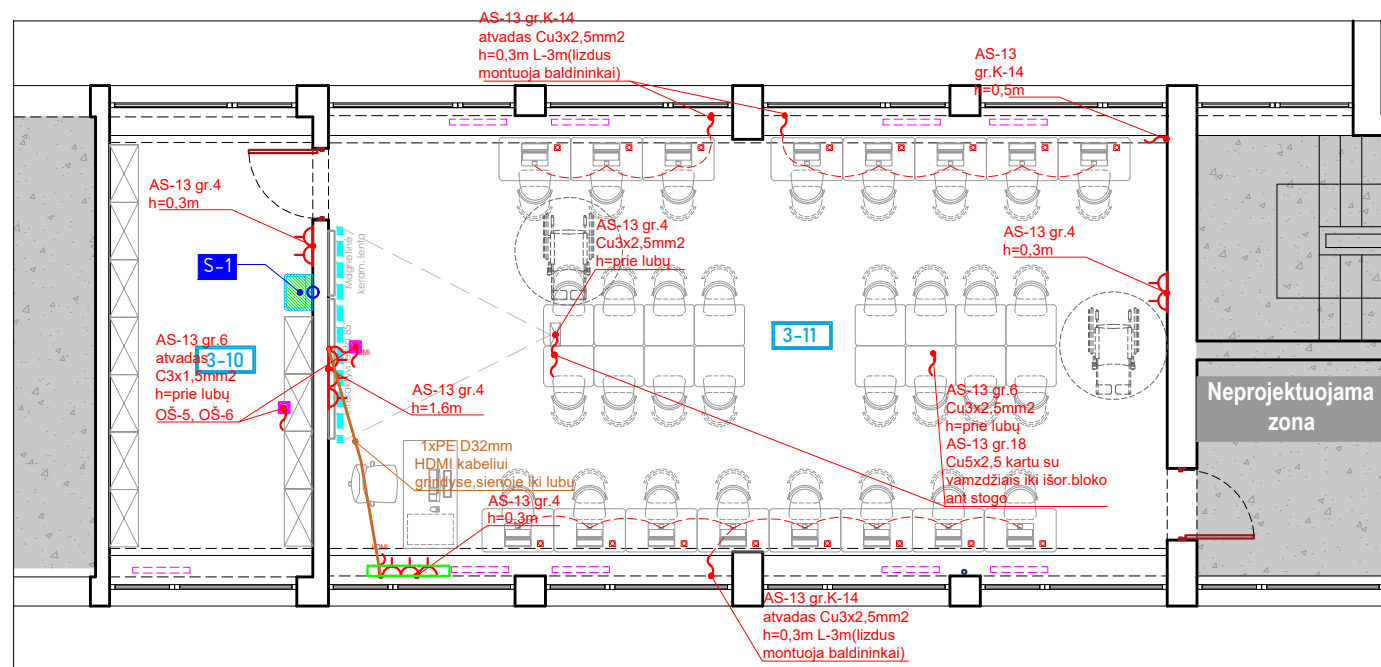 AS-13 gr.K-14
atvadas Cu3x2,5mm2
h=0,3m L-3m(lizdus
montuoja baldininkai)
AS-13
gr.K-14
h=0,5m
AS-13 gr.4
h=0,3m
S-1
AS-13 gr.4
Cu3x2,5mm2
h=prie lubų
AS-13 gr.4
h=0,3m
Magnetinė
keram. lenta
AS-13 gr.6
atvadas
C3x1,5mm2
h=prie lubų
OŠ-5, OŠ-6
3-10
3-11
AS-13 gr.4
h=1,6m
AS-13 gr.6
Cu3x2,5mm2
h=prie lubų
AS-13 gr.18
Cu5x2,5 kartu su
vamzdžiais iki išor.bloko
ant stogo
Neprojektuojama
zona
1xPE D32mm
HDMI kabeliui
grindyse,sienoje iki lubų
AS-13 gr.4
h=0,3m
HDMI
AS-13 gr.K-14
atvadas Cu3x2,5mm2
h=0,3m L-3m(lizdus
montuoja baldininkai)